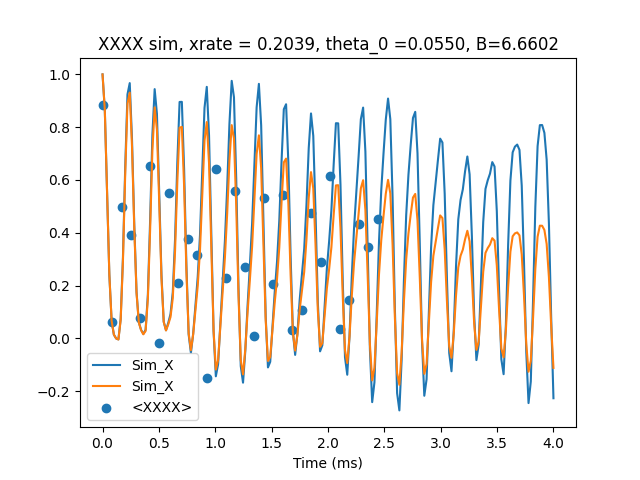 XXXX sim, xrate = 0.2039, theta_0 =0.0550, B=6.6602
1.0
0.8
0.6
0.4
0.2
0.0
−0.2
Sim_X
Sim_X
<XXXX>
0.0 0.5 1.0 1.5 2.0 2.5 3.0 3.5 4.0
Time (ms)